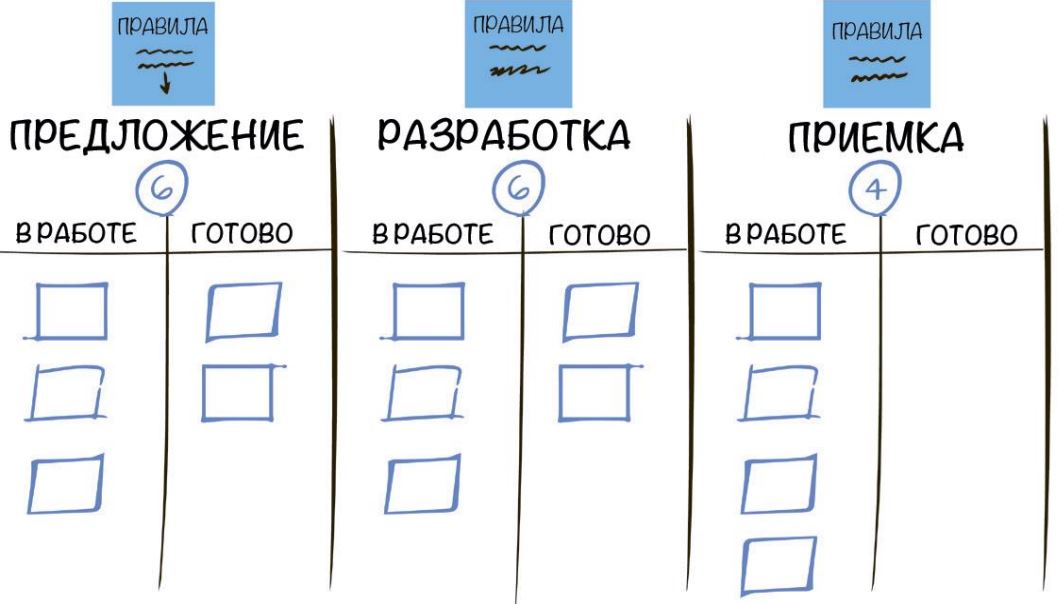 ПРАВИЛА
ПРАВИЛА
ПРАВИЛА
ПРЕДЛОЖЕНИЕ
РАЗРАБОТКА
ПРИЕМКА
6
6
4
В РАБОТЕ
ГОТОВО
В РАБОТЕ
ГОТОВО
В РАБОТЕ
ГОТОВО